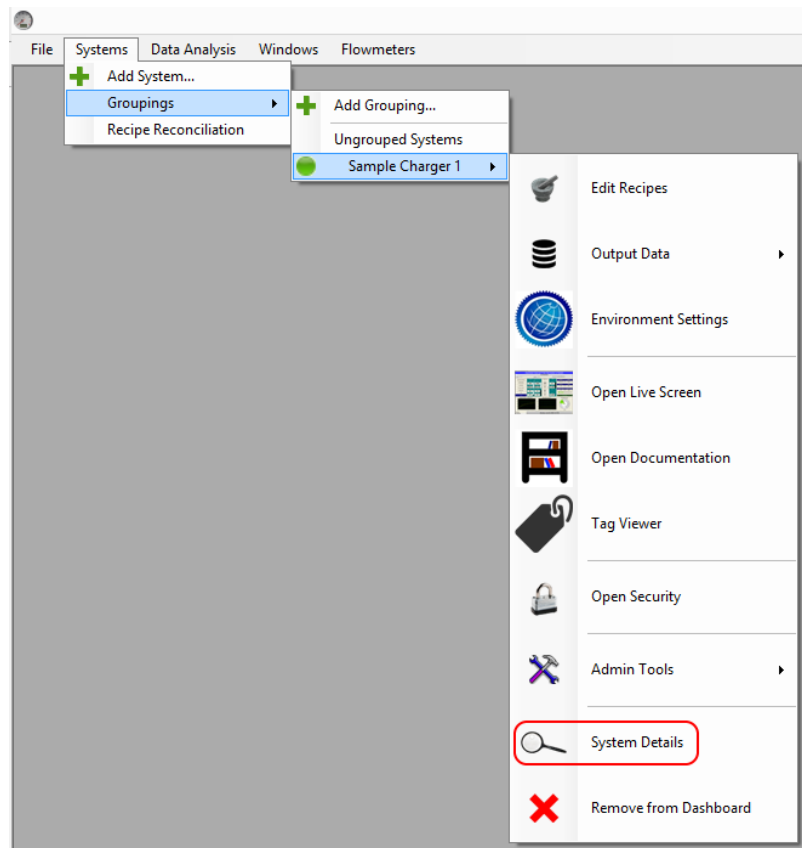 File Systems Data Analysis Windows Flowmeters
Add System...
Groupings
Recipe Reconciliation
Add Grouping...
Ungrouped Systems
Sample Charger 1
Edit Recipes
Output Data
Environment Settings
Open Live Screen
Open Documentation
Tag Viewer
Open Security
Admin Tools
System Details
Remove from Dashboard